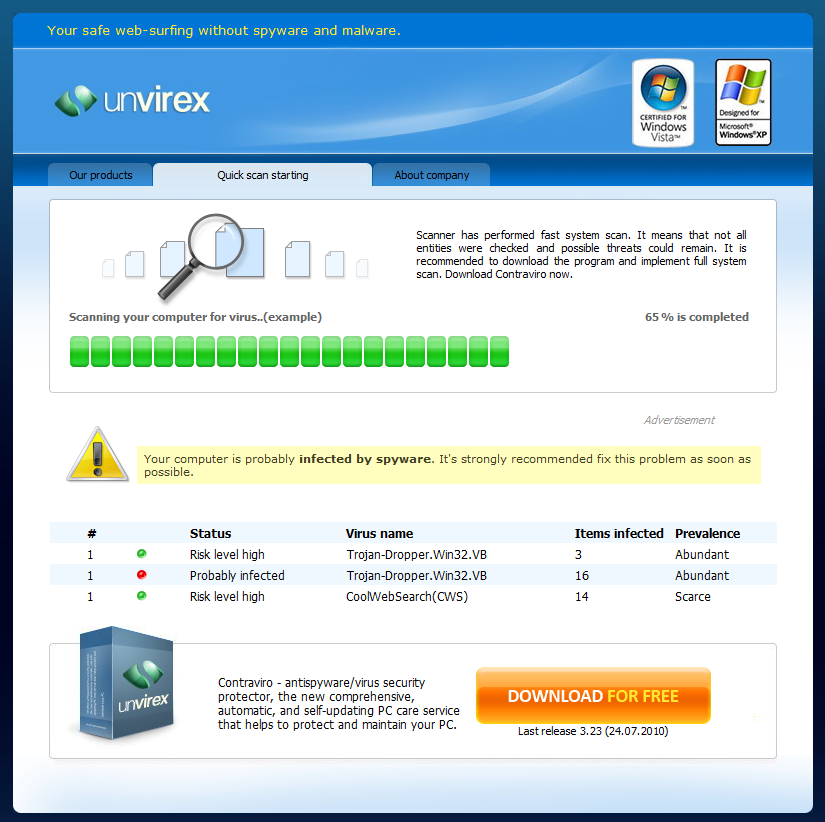 Your safe web-surfing without spyware and malware.
unvirex
CERTIFIED FOR
Windows
Vista™
Designed for
Microsoft®
Windows®XP
Our products
Quick scan starting
About company
Scanner has performed fast system scan. It means that not all
entities were checked and possible threats could remain. It is
recommended to download the program and implement full system
scan. Download Contraviro now.
Scanning your computer for virus..(example)
65 % is completed
Advertisement
Your computer is probably infected by spyware. It's strongly recommended fix this problem as soon as
possible.
# Status Virus name Items infected Prevalence
1 Risk level high Trojan-Dropper.Win32.VB 3 Abundant
1 Probably infected Trojan-Dropper.Win32.VB 16 Abundant
1 Risk level high CoolWebSearch(CWS) 14 Scarce
unvirex
Contraviro - antispyware/virus security
protector, the new comprehensive,
automatic, and self-updating PC care service
that helps to protect and maintain your PC.
DOWNLOAD FOR FREE
Last release 3.23 (24.07.2010)